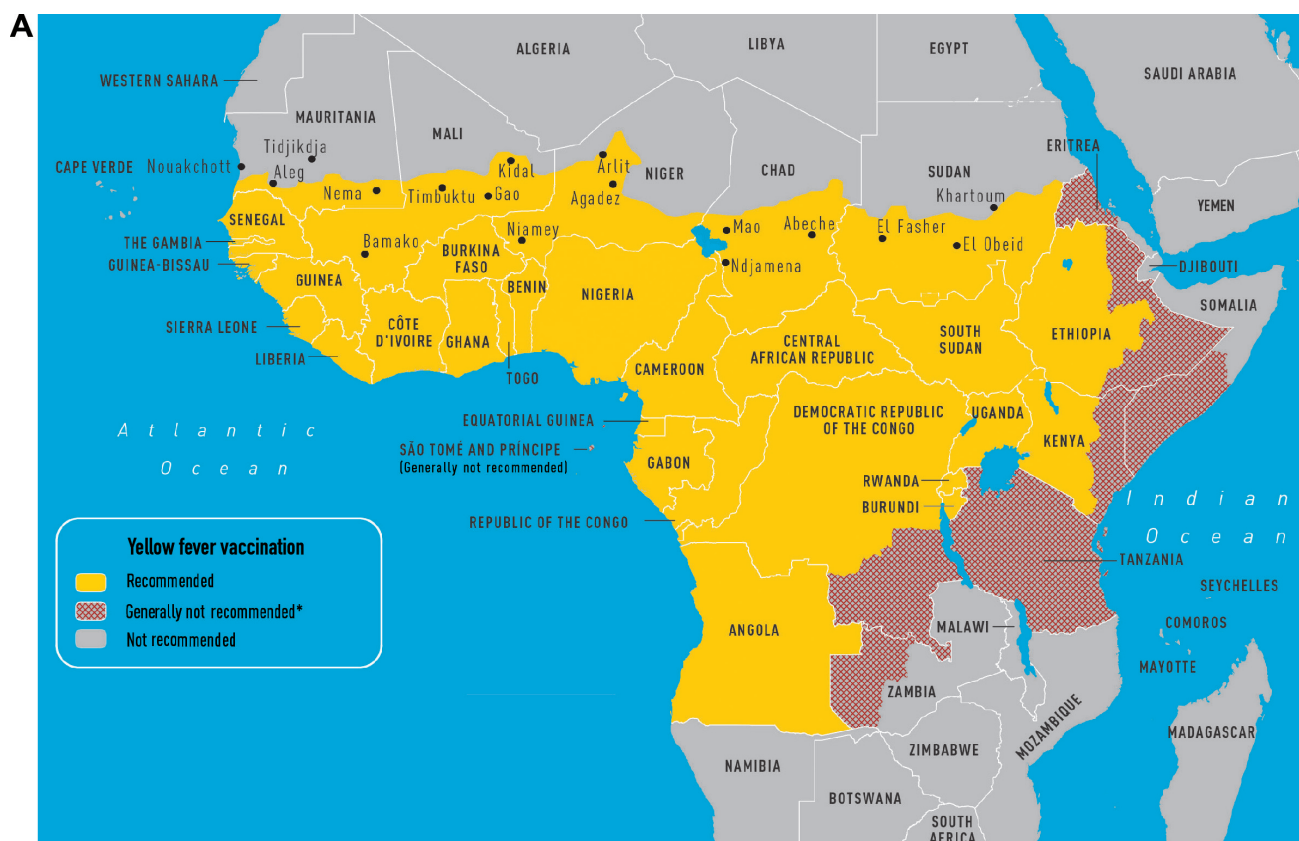 A
ALGERIA
LIBYA
EGYPT
SAUDI ARABIA
WESTERN SAHARA
MAURITANIA
MALI
NIGER
CHAD
SUDAN
ERITREA
YEMEN
CAPE VERDE
Nouakchott
Tidjikdja
Aleg
Nema
Timbuktu
Kidal
Gao
Arlit
Agadez
Khartoum
SENEGAL
THE GAMBIA
GUINEA-BISSAU
GUINEA
Bamako
BURKINA
FASO
Niamey
BENIN
NIGERIA
Mao
Ndjamena
Abeche
El Fasher
El Obeid
DJIBOUTI
SOMALIA
ETHIOPIA
SIERRA LEONE
LIBERIA
CÔTE
D'IVOIRE
GHANA
TOGO
CAMEROON
CENTRAL
AFRICAN REPUBLIC
SOUTH
SUDAN
EQUATORIAL GUINEA
SÃO TOMÉ AND PRÍNCIPE
(Generally not recommended)
GABON
REPUBLIC OF THE CONGO
DEMOCRATIC REPUBLIC
OF THE CONGO
UGANDA
KENYA
RWANDA
BURUNDI
TANZANIA
Atlantic
Ocean
Indian
Ocean
SEYCHELLES
COMOROS
MAYOTTE
MADAGASCAR
ANGOLA
MALAWI
ZAMBIA
MOZAMBIQUE
ZIMBABWE
NAMIBIA
BOTSWANA
SOUTH
AFRICA
Yellow fever vaccination
Recommended
Generally not recommended*
Not recommended